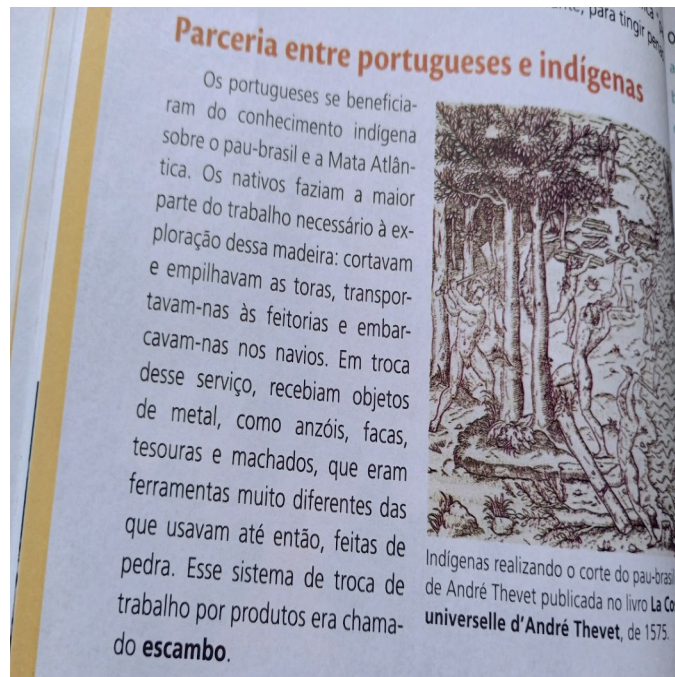 para tingir
Parceria entre portugueses e indígenas
Os portugueses se beneficia-
ram do conhecimento indígena
sobre o pau-brasil e a Mata Atlân-
tica. Os nativos faziam a maior
parte do trabalho necessário à ex-
ploração dessa madeira: cortavam
e empilhavam as toras, transpor-
tavam-nas às feitorias e embar-
cavam-nas nos navios. Em troca
desse serviço, recebiam objetos
de metal, como anzóis, facas,
tesouras e machados, que eram
ferramentas muito diferentes das
que usavam até então, feitas de
pedra. Esse sistema de troca de
trabalho por produtos era chama-
do escambo.
Indígenas realizando o corte do pau-brasil
de André Thevet publicada no livro La
universelle d'André Thevet, de 1575.